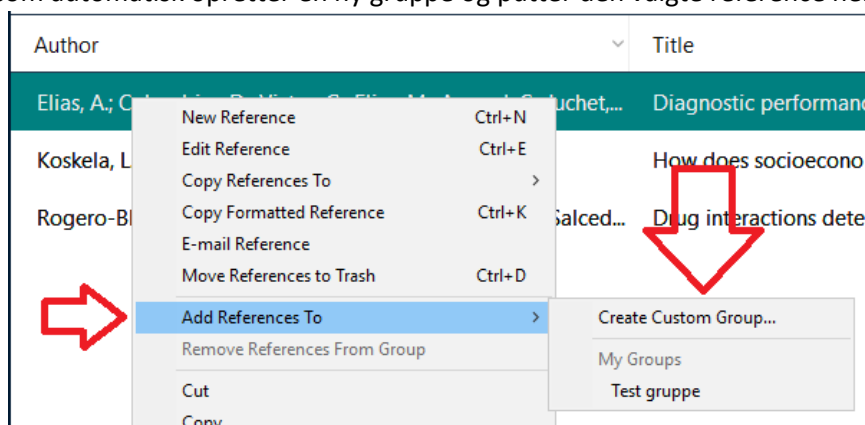 som automatisk opretter en ny gruppe og putter den valgte reference
Author Title
Elias, A.; uchet,... Diagnostic performanc
New Reference Ctrl+N
Edit Reference Ctrl+E
Koskela, L How does socioecono
Copy References To
Copy Formatted Reference Ctrl+K
Rogero-Bl Salced... Drug interactions dete
E-mail Reference
Move References to Trash Ctrl+D
Add References To Create Custom Group...
Remove References From Group
My Groups
Cut Test gruppe
Copy